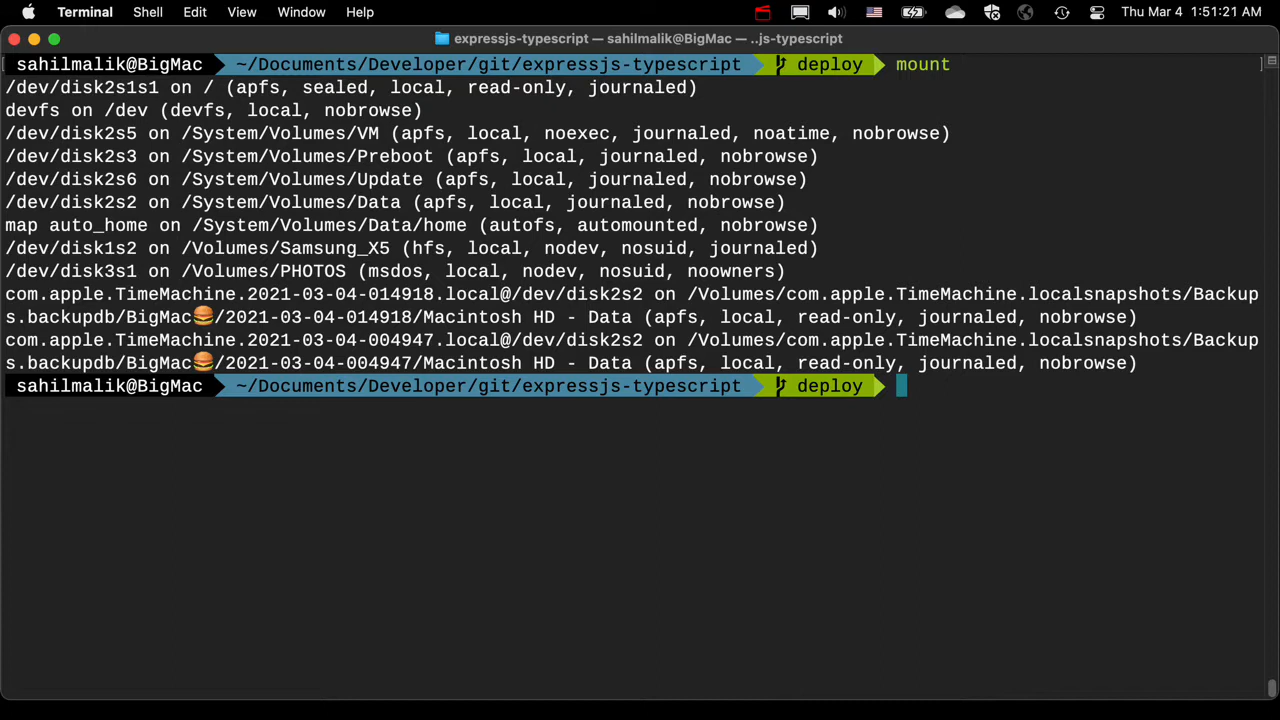 Terminal Shell Edit View Window Help Thu Mar 4 1:51:21 AM
expressjs-typescript — sahilmalik@BigMac — ..js-typescript
sahilmalik@BigMac ~/Documents/Developer/git/expressjs-typescript deploy mount
/dev/disk2s1s1 on / (apfs, sealed, local, read-only, journaled)
devfs on /dev (devfs, local, nobrowse)
/dev/disk2s5 on /System/Volumes/VM (apfs, local, noexec, journaled, noatime, nobrowse)
/dev/disk2s3 on /System/Volumes/Preboot (apfs, local, journaled, nobrowse)
/dev/disk2s6 on /System/Volumes/Update (apfs, local, journaled, nobrowse)
/dev/disk2s2 on /System/Volumes/Data (apfs, local, journaled, nobrowse)
map auto_home on /System/Volumes/Data/home (autofs, automounted, nobrowse)
/dev/disk1s2 on /Volumes/Samsung_X5 (hfs, local, nodev, nosuid, journaled)
/dev/disk3s1 on /Volumes/PHOTOS (msdos, local, nodev, nosuid, noowners)
com.apple.TimeMachine.2021-03-04-014918.local@/dev/disk2s2 on /Volumes/com.apple.TimeMachine.localsnapshots/Backup
s.backupdb/BigMac🍔/2021-03-04-014918/Macintosh HD - Data (apfs, local, read-only, journaled, nobrowse)
com.apple.TimeMachine.2021-03-04-004947.local@/dev/disk2s2 on /Volumes/com.apple.TimeMachine.localsnapshots/Backup
s.backupdb/BigMac🍔/2021-03-04-004947/Macintosh HD - Data (apfs, local, read-only, journaled, nobrowse)
sahilmalik@BigMac ~/Documents/Developer/git/expressjs-typescript deploy